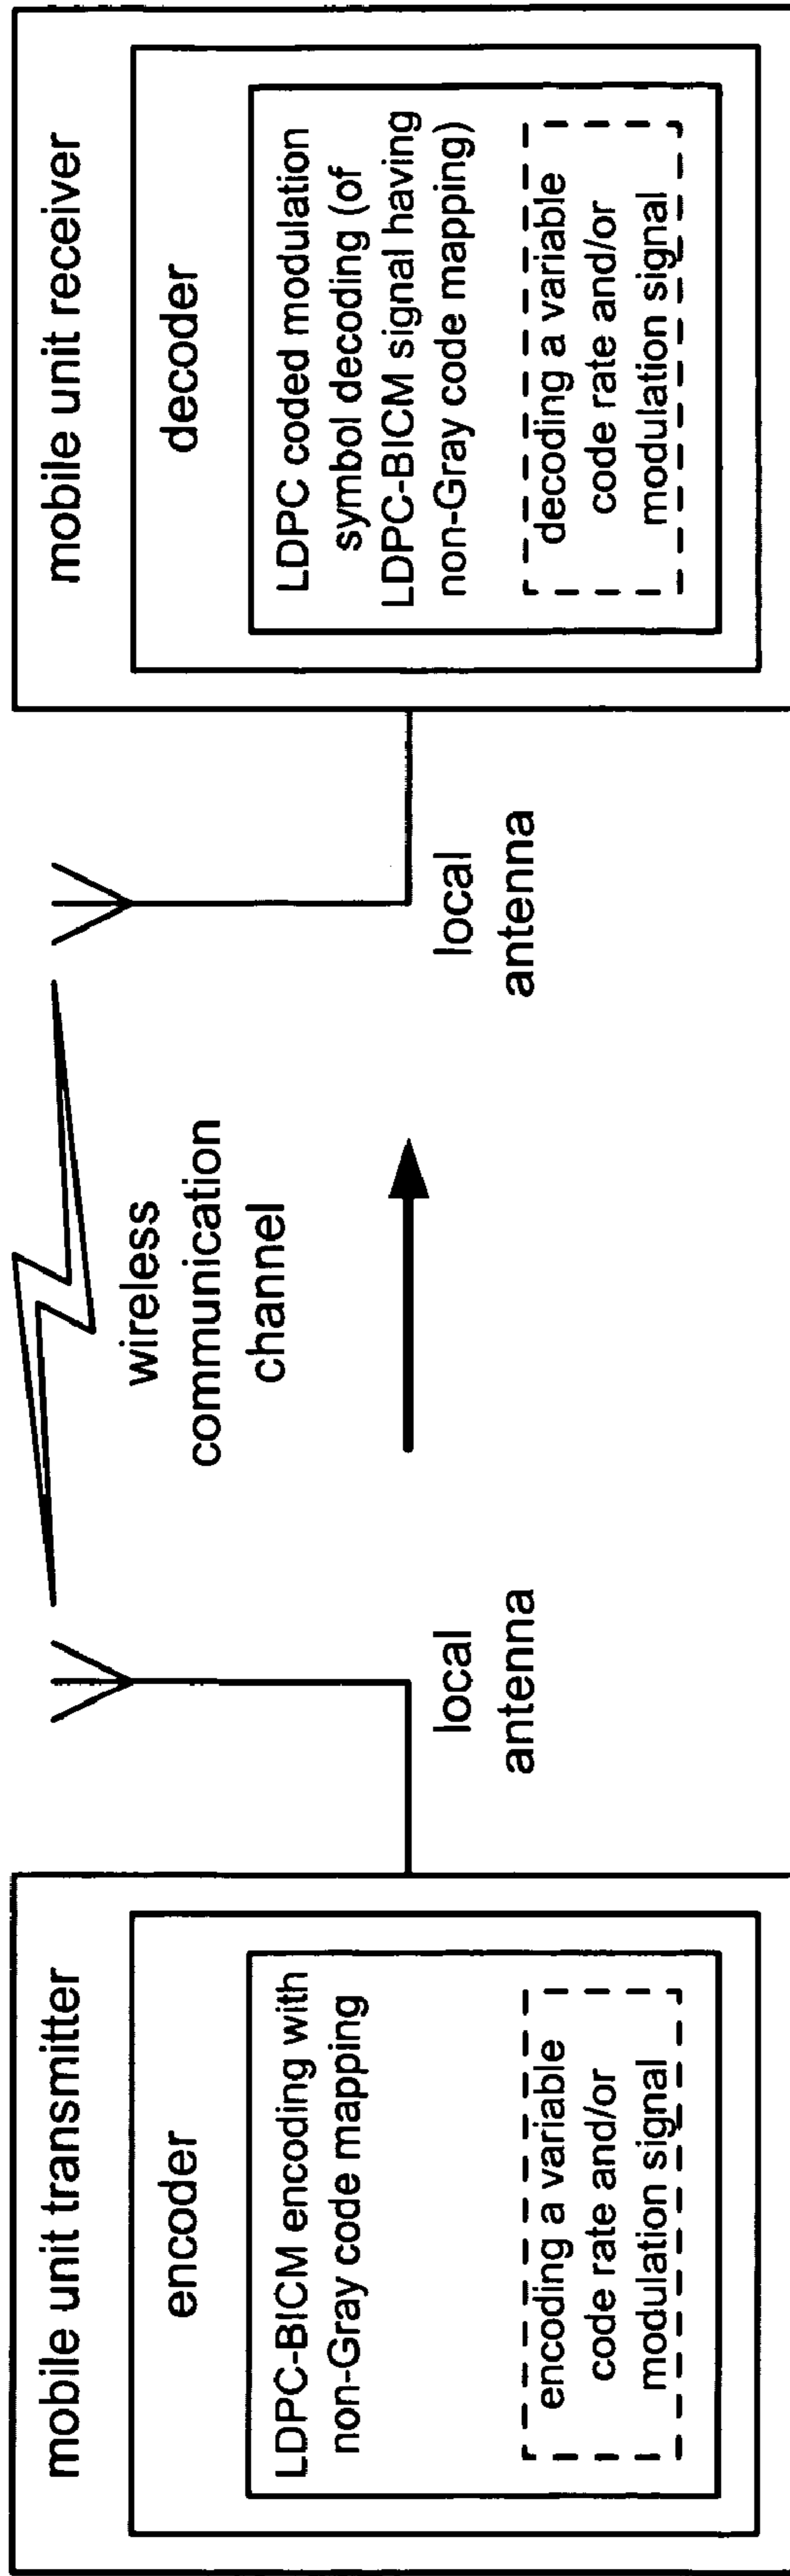 mobile unit transmitter
encoder
LDPC-BICM encoding with
non-Gray code mapping
encoding a variable
code rate and/or
modulation signal
local
antenna
wireless
communication
channel
local
antenna
mobile unit receiver
decoder
LDPC coded modulation
symbol decoding (of
LDPC-BICM signal having
non-Gray code mapping)
decoding a variable
code rate and/or
modulation signal